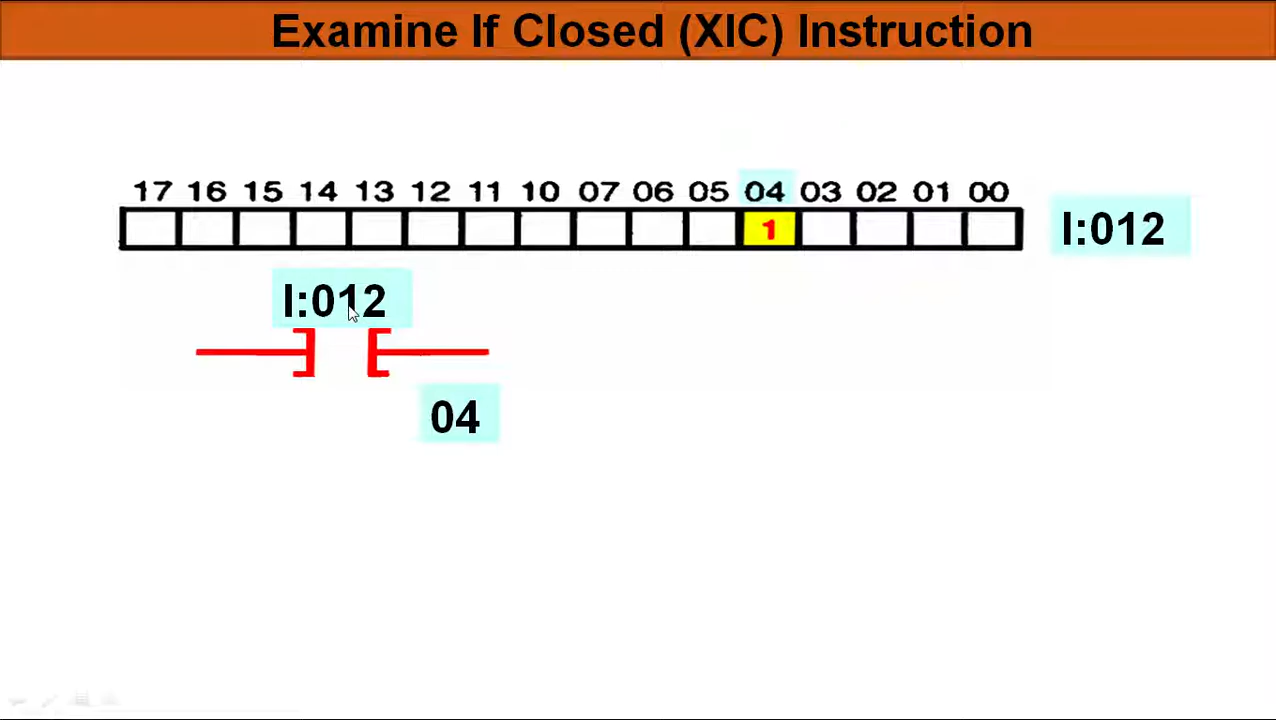 Examine If Closed (XIC) Instruction
17 16 15 14 13 12 11 10 07 06 05 04 03 02 01 00
1
I:012
I:012
04